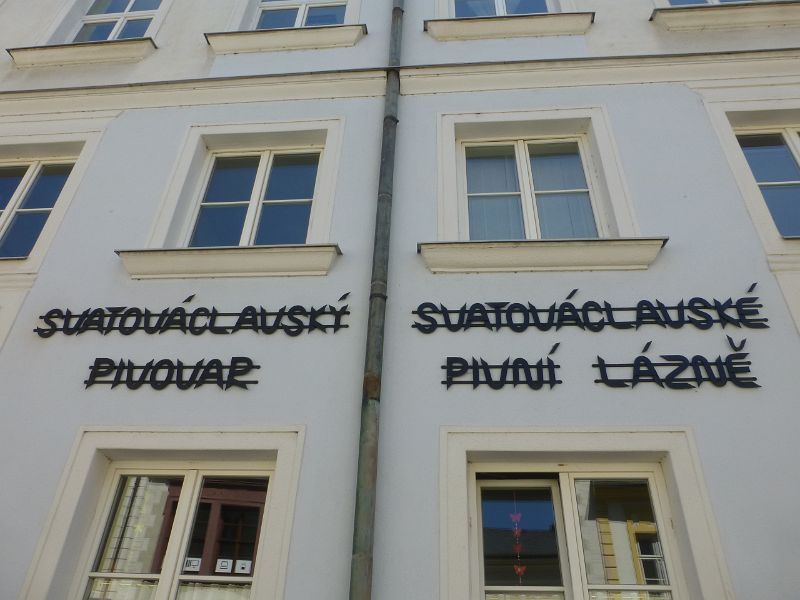 SVATOVÁCLAVSKÝ
PIVOVAR
SVATOVÁCLAVSKÉ
PIVNÍ LÁZNĚ